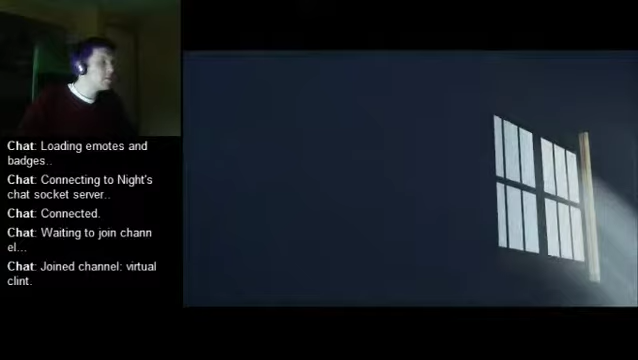 Chat: Loading emotes and
badges..
Chat: Connecting to Night's
chat socket server..
Chat: Connected.
Chat: Waiting to join chann
el...
Chat: Joined channel: virtual
clint.